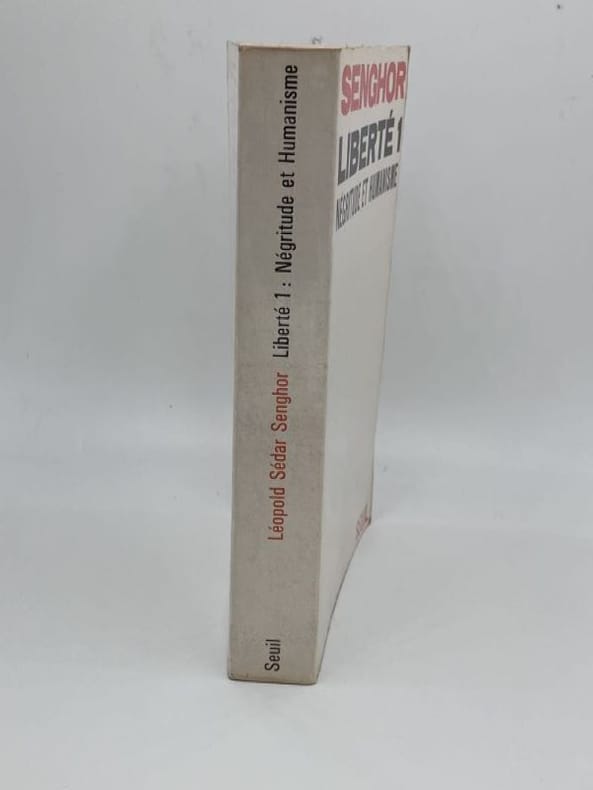 Seuil Léopold Sédar Senghor Liberté 1 : Négritude et Humanisme
SENGHOR
LIBERTÉ 1
NÉGRITUDE ET HUMANISME